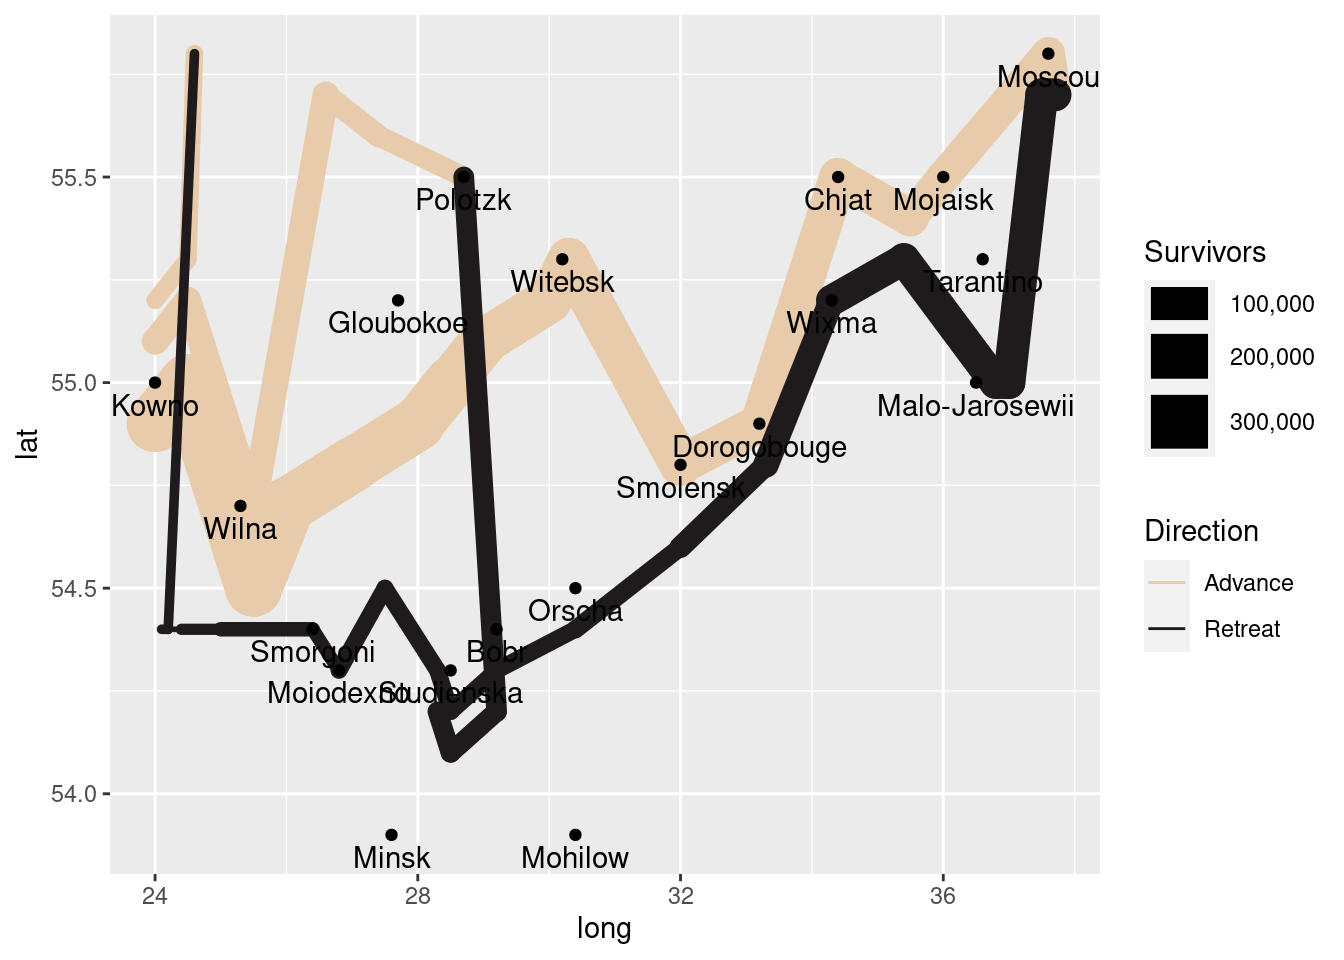 Moscou
Polotzk
Chjat
Mojaisk
Witebsk
Tarantino
Gloubokoe
Wixma
Kowno
Malo-Jarosewii
Dorogobouge
Smolensk
Wilna
Orscha
Smorgoni
Bobr
Moiodexno
Studienska
Minsk
Mohilow
55.5
55.0
54.5
54.0
lat
24
28
32
36
long
Survivors
100,000
200,000
300,000
Direction
Advance
Retreat